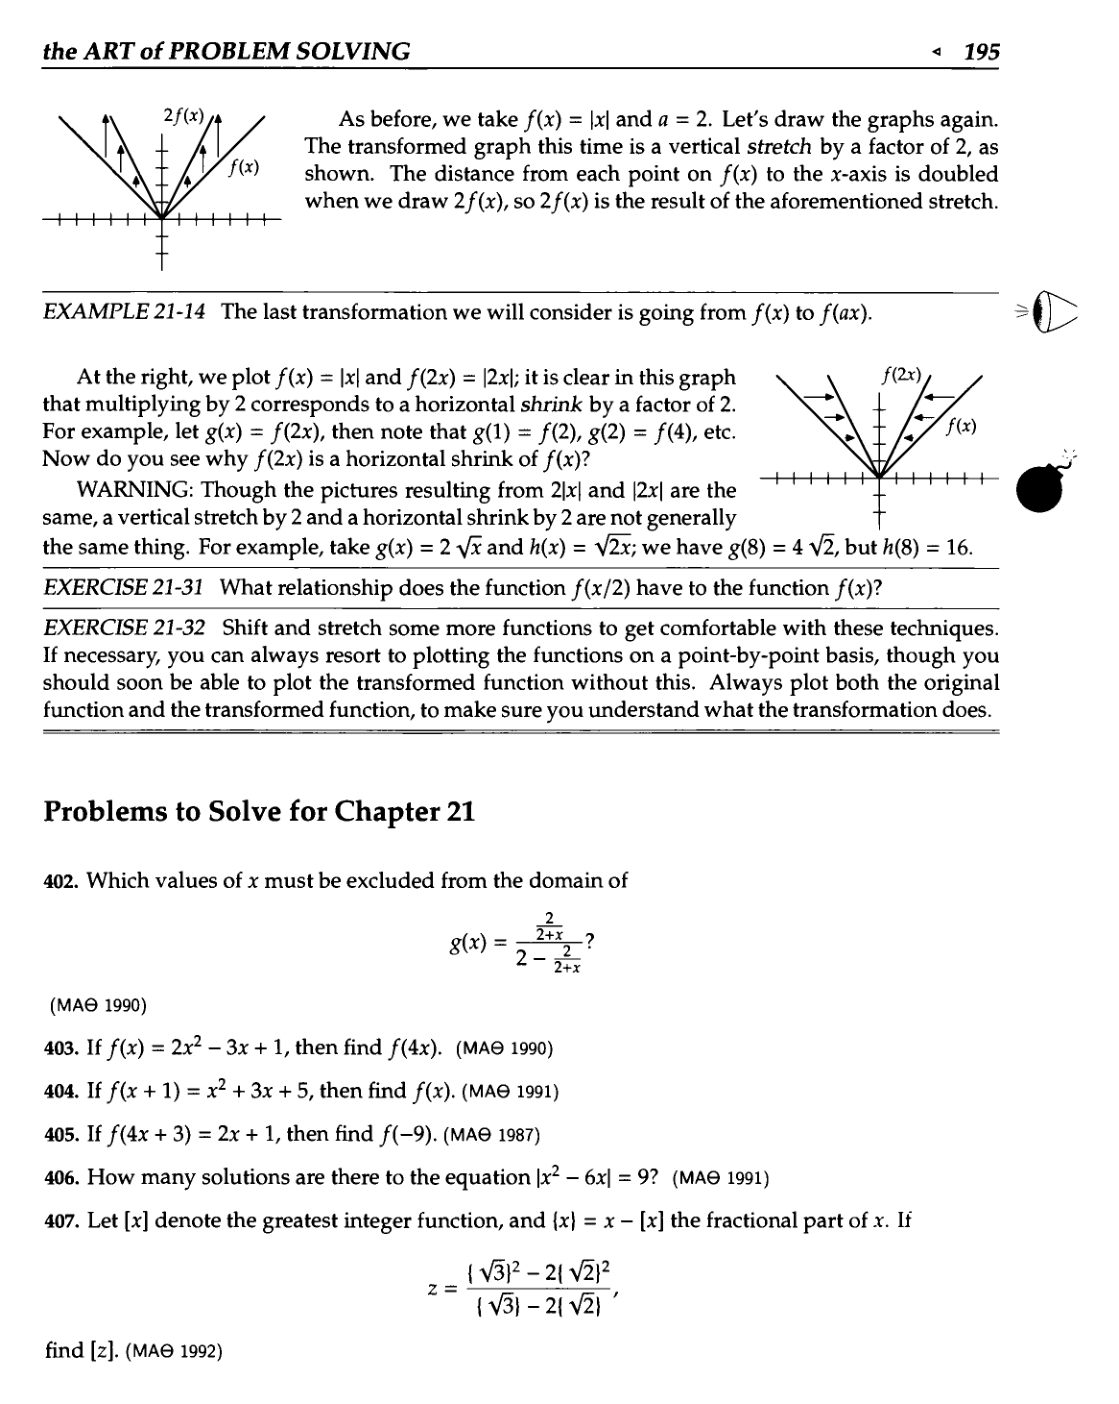 the ART of PROBLEM SOLVING ◁ 195
2f(x)
f(x)
As before, we take f(x) = |x| and a = 2. Let's draw the graphs again.
The transformed graph this time is a vertical stretch by a factor of 2, as
shown. The distance from each point on f(x) to the x-axis is doubled
when we draw 2f(x), so 2f(x) is the result of the aforementioned stretch.
EXAMPLE 21-14 The last transformation we will consider is going from f(x) to f(ax).
At the right, we plot f(x) = |x| and f(2x) = |2x|; it is clear in this graph
that multiplying by 2 corresponds to a horizontal shrink by a factor of 2.
For example, let g(x) = f(2x), then note that g(1) = f(2), g(2) = f(4), etc.
Now do you see why f(2x) is a horizontal shrink of f(x)?
f(2x)
f(x)
WARNING: Though the pictures resulting from 2|x| and |2x| are the
same, a vertical stretch by 2 and a horizontal shrink by 2 are not generally
the same thing. For example, take g(x) = 2 √x and h(x) = √2x; we have g(8) = 4 √2, but h(8) = 16.
EXERCISE 21-31 What relationship does the function f(x/2) have to the function f(x)?
EXERCISE 21-32 Shift and stretch some more functions to get comfortable with these techniques.
If necessary, you can always resort to plotting the functions on a point-by-point basis, though you
should soon be able to plot the transformed function without this. Always plot both the original
function and the transformed function, to make sure you understand what the transformation does.
Problems to Solve for Chapter 21
402. Which values of x must be excluded from the domain of
g(x) = (2/(2+x))/(2 − 2/(2+x))?
(MAΘ 1990)
403. If f(x) = 2x² − 3x + 1, then find f(4x). (MAΘ 1990)
404. If f(x + 1) = x² + 3x + 5, then find f(x). (MAΘ 1991)
405. If f(4x + 3) = 2x + 1, then find f(−9). (MAΘ 1987)
406. How many solutions are there to the equation |x² − 6x| = 9? (MAΘ 1991)
407. Let [x] denote the greatest integer function, and {x} = x − [x] the fractional part of x. If
z = ({√3}² − 2{√2}²)/({√3} − 2{√2}),
find [z]. (MAΘ 1992)